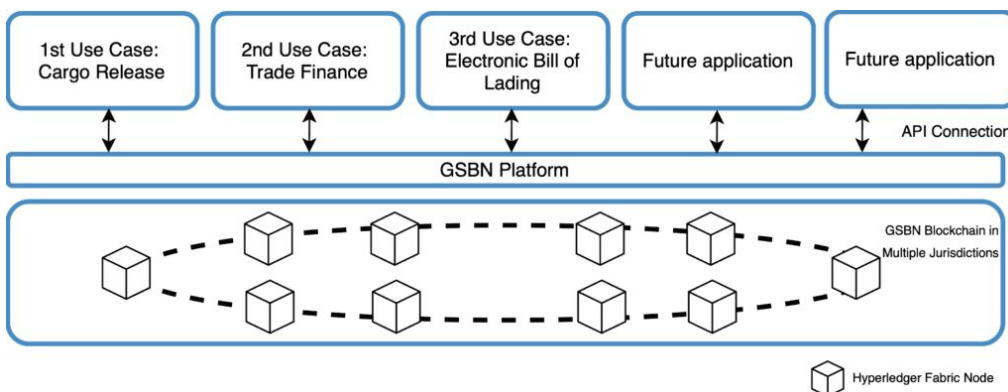 1st Use Case:
Cargo Release
2nd Use Case:
Trade Finance
3rd Use Case:
Electronic Bill of
Lading
Future application
Future application
API Connection
GSBN Platform
GSBN Blockchain in
Multiple Jurisdictions
Hyperledger Fabric Node